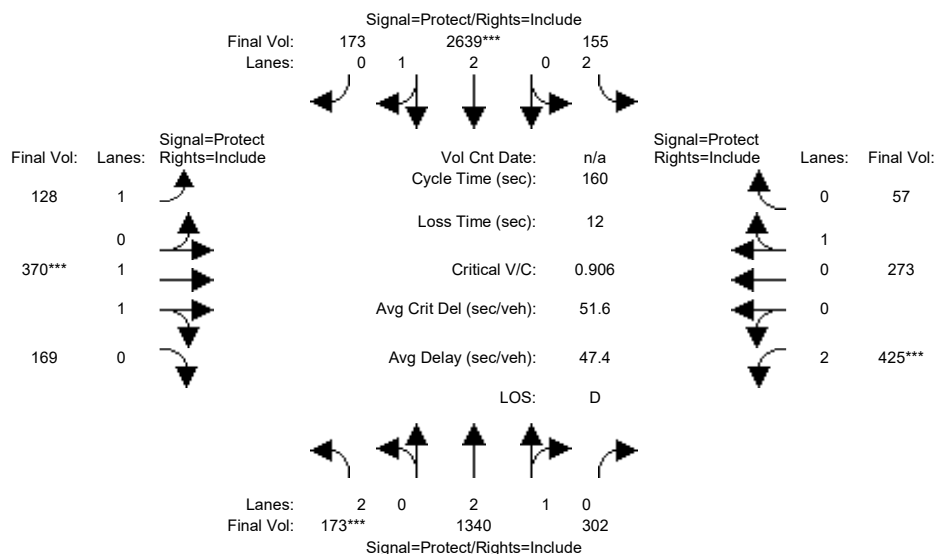 Signal=Protect/Rights=Include
Final Vol: 173 2639*** 155
Lanes: 0 1 2 0 2
Signal=Protect
Final Vol: Lanes: Rights=Include
Vol Cnt Date: n/a
Signal=Protect
Rights=Include Lanes: Final Vol:
Cycle Time (sec): 160
128 1
0 57
Loss Time (sec): 12
0
1
370*** 1
Critical V/C: 0.906
0 273
1
Avg Crit Del (sec/veh): 51.6
0
169 0
Avg Delay (sec/veh): 47.4
2 425***
LOS: D
Lanes: 2 0 2 1 0
Final Vol: 173*** 1340 302
Signal=Protect/Rights=Include